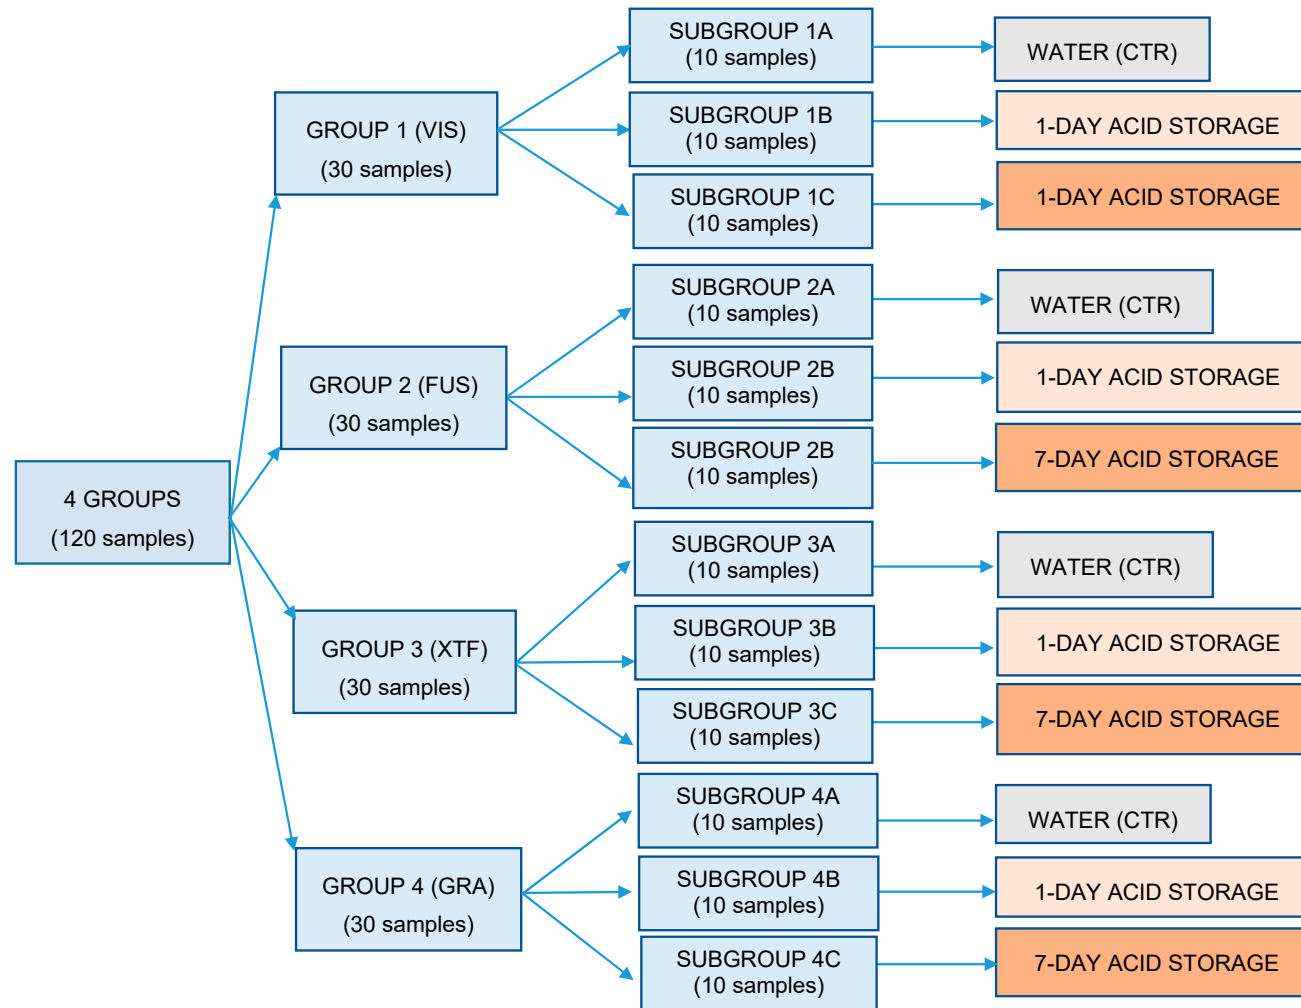 4 GROUPS
(120 samples)
GROUP 1 (VIS)
(30 samples)
SUBGROUP 1A
(10 samples)
WATER (CTR)
SUBGROUP 1B
(10 samples)
1-DAY ACID STORAGE
SUBGROUP 1C
(10 samples)
1-DAY ACID STORAGE
GROUP 2 (FUS)
(30 samples)
SUBGROUP 2A
(10 samples)
WATER (CTR)
SUBGROUP 2B
(10 samples)
1-DAY ACID STORAGE
SUBGROUP 2B
(10 samples)
7-DAY ACID STORAGE
GROUP 3 (XTF)
(30 samples)
SUBGROUP 3A
(10 samples)
WATER (CTR)
SUBGROUP 3B
(10 samples)
1-DAY ACID STORAGE
SUBGROUP 3C
(10 samples)
7-DAY ACID STORAGE
GROUP 4 (GRA)
(30 samples)
SUBGROUP 4A
(10 samples)
WATER (CTR)
SUBGROUP 4B
(10 samples)
1-DAY ACID STORAGE
SUBGROUP 4C
(10 samples)
7-DAY ACID STORAGE